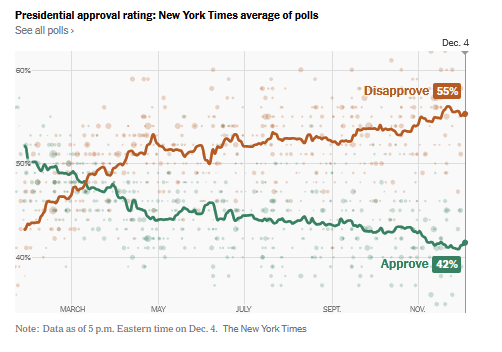 Presidential approval rating: New York Times average of polls
See all polls ›
Dec. 4
60%
Disapprove 55%
50%
40%
Approve 42%
MARCH MAY JULY SEPT. NOV.
Note: Data as of 5 p.m. Eastern time on Dec. 4. The New York Times